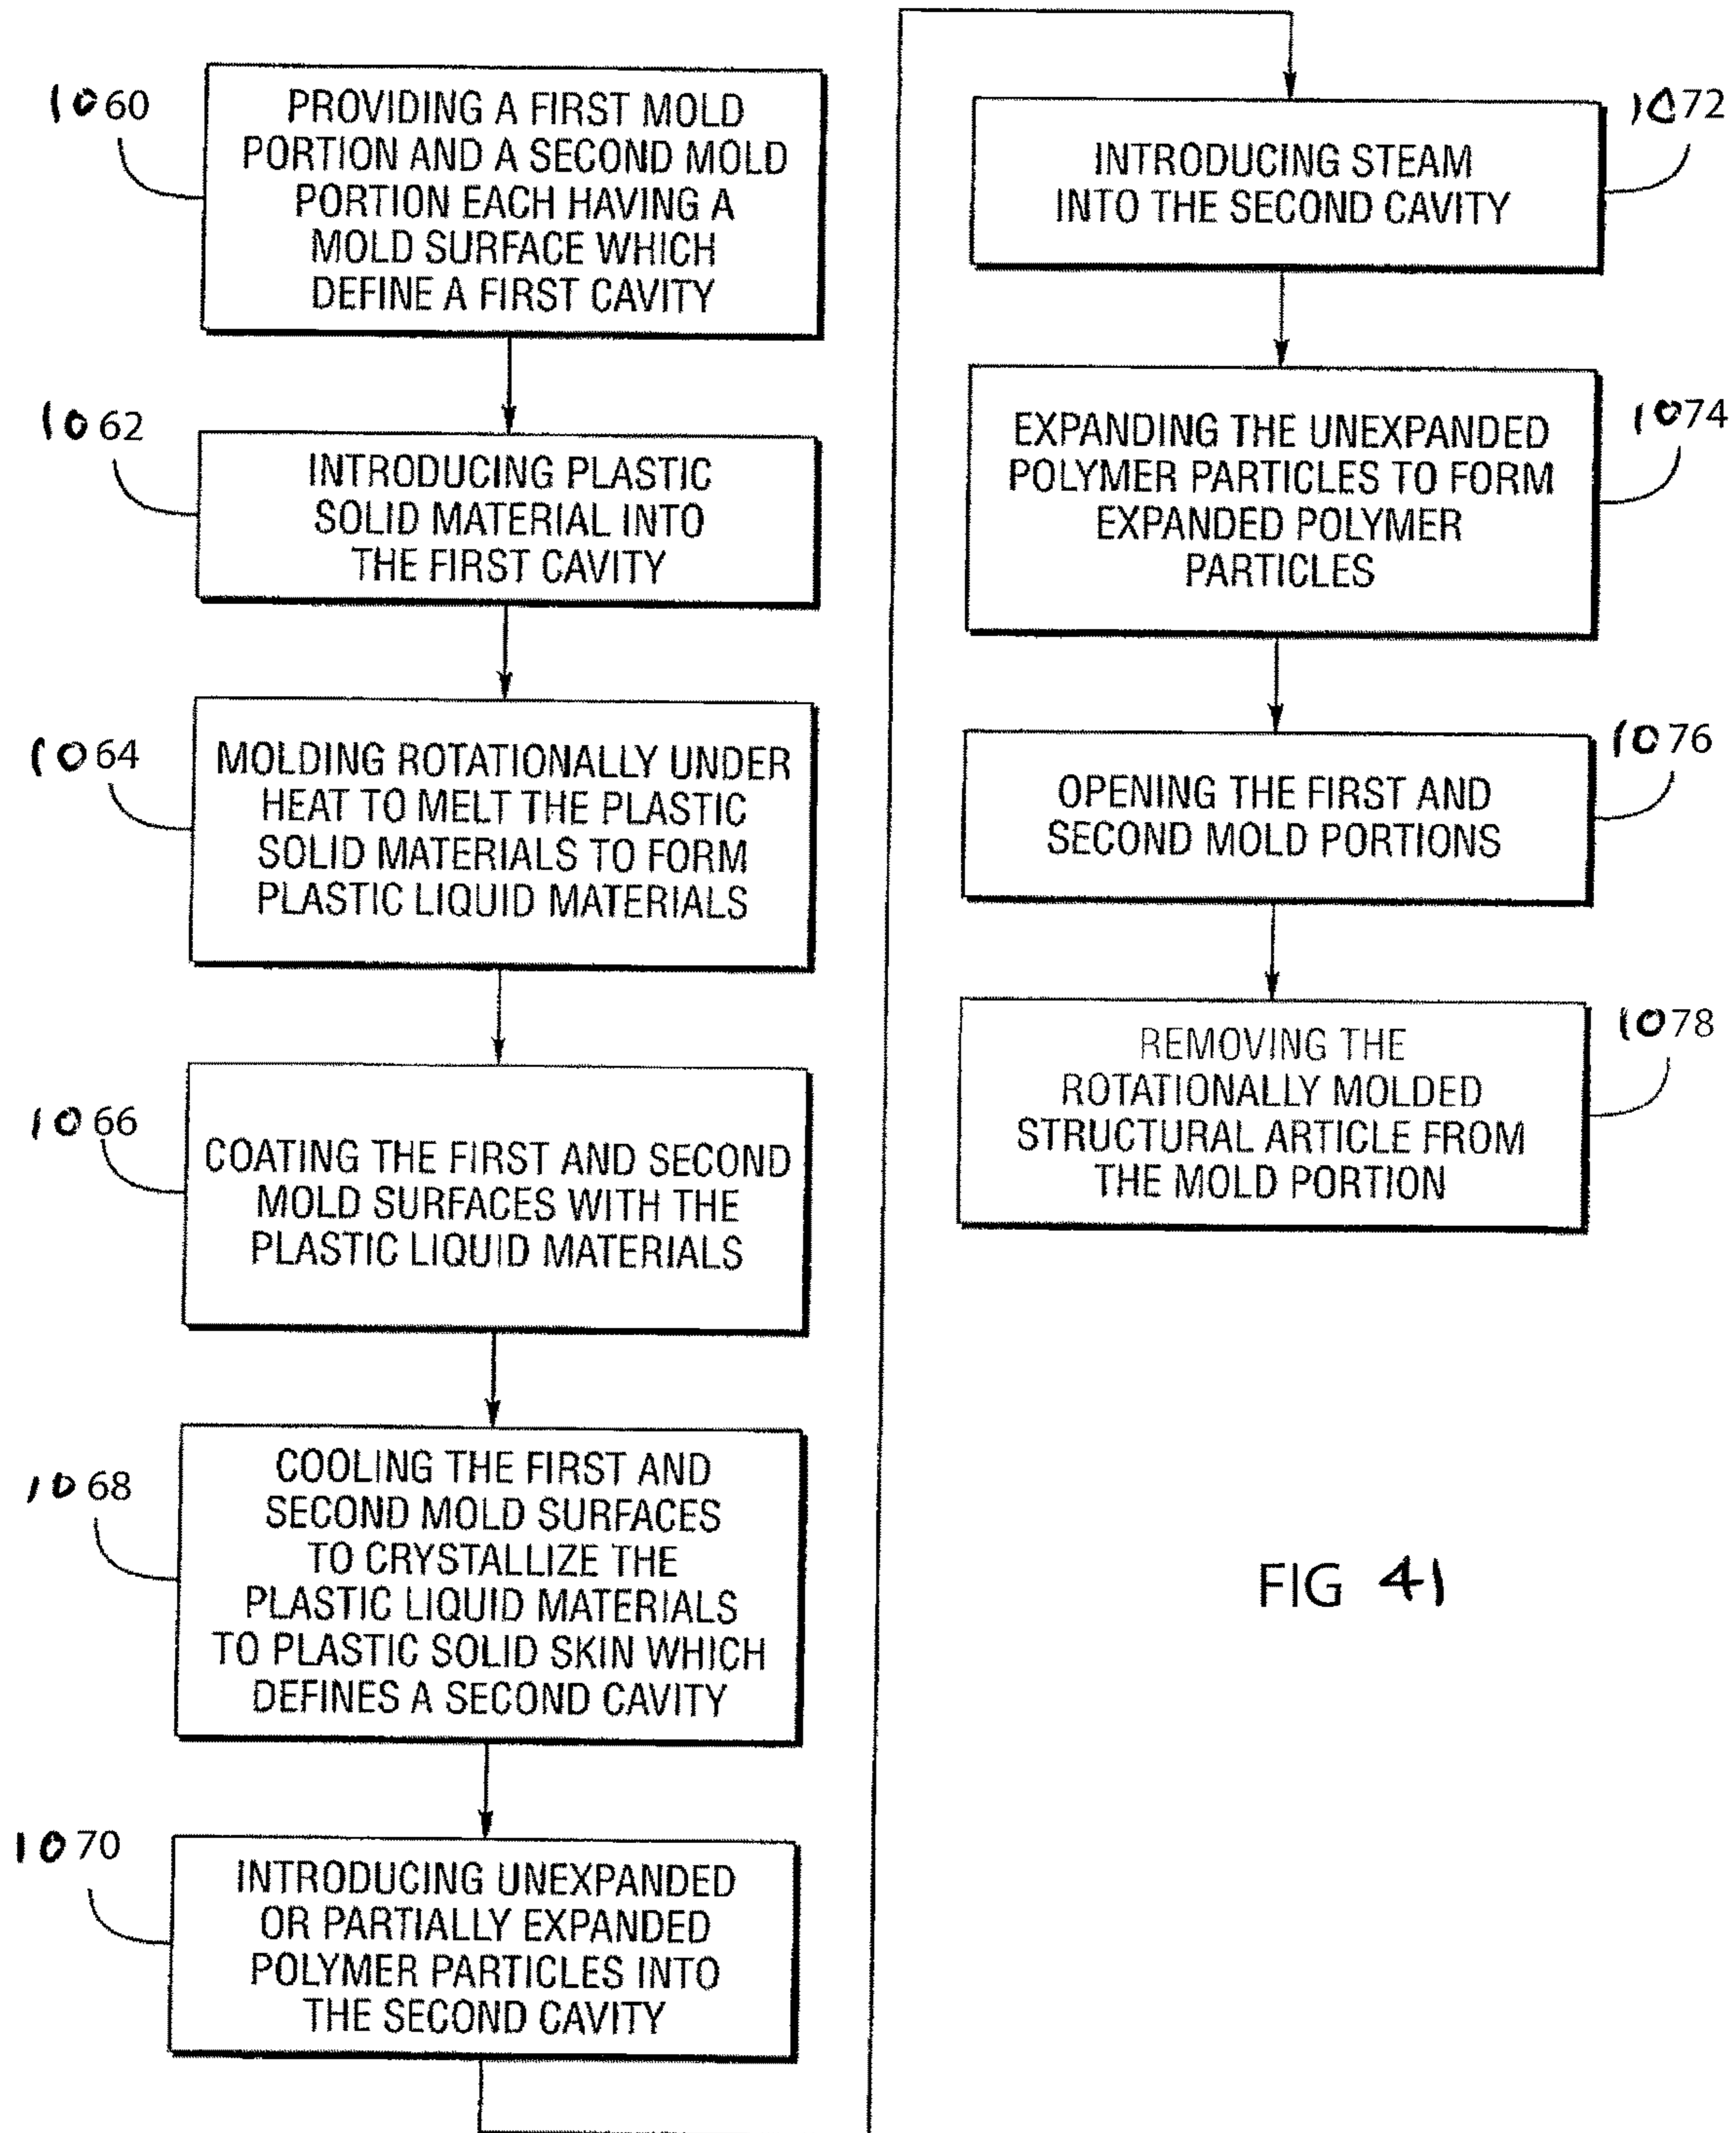 1060
PROVIDING A FIRST MOLD
PORTION AND A SECOND MOLD
PORTION EACH HAVING A
MOLD SURFACE WHICH
DEFINE A FIRST CAVITY
1062
INTRODUCING PLASTIC
SOLID MATERIAL INTO
THE FIRST CAVITY
1064
MOLDING ROTATIONALLY UNDER
HEAT TO MELT THE PLASTIC
SOLID MATERIALS TO FORM
PLASTIC LIQUID MATERIALS
1066
COATING THE FIRST AND SECOND
MOLD SURFACES WITH THE
PLASTIC LIQUID MATERIALS
1068
COOLING THE FIRST AND
SECOND MOLD SURFACES
TO CRYSTALLIZE THE
PLASTIC LIQUID MATERIALS
TO PLASTIC SOLID SKIN WHICH
DEFINES A SECOND CAVITY
1070
INTRODUCING UNEXPANDED
OR PARTIALLY EXPANDED
POLYMER PARTICLES INTO
THE SECOND CAVITY
1072
INTRODUCING STEAM
INTO THE SECOND CAVITY
1074
EXPANDING THE UNEXPANDED
POLYMER PARTICLES TO FORM
EXPANDED POLYMER
PARTICLES
1076
OPENING THE FIRST AND
SECOND MOLD PORTIONS
1078
REMOVING THE
ROTATIONALLY MOLDED
STRUCTURAL ARTICLE FROM
THE MOLD PORTION
FIG 41